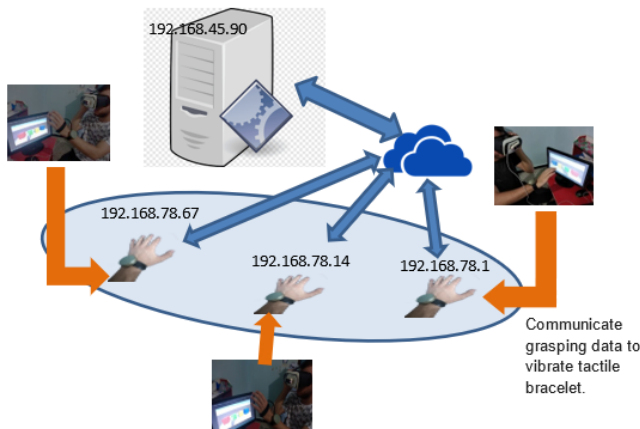 192.168.45.90
192.168.78.67
192.168.78.14
192.168.78.1
Communicate
grasping data to
vibrate tactile
bracelet.